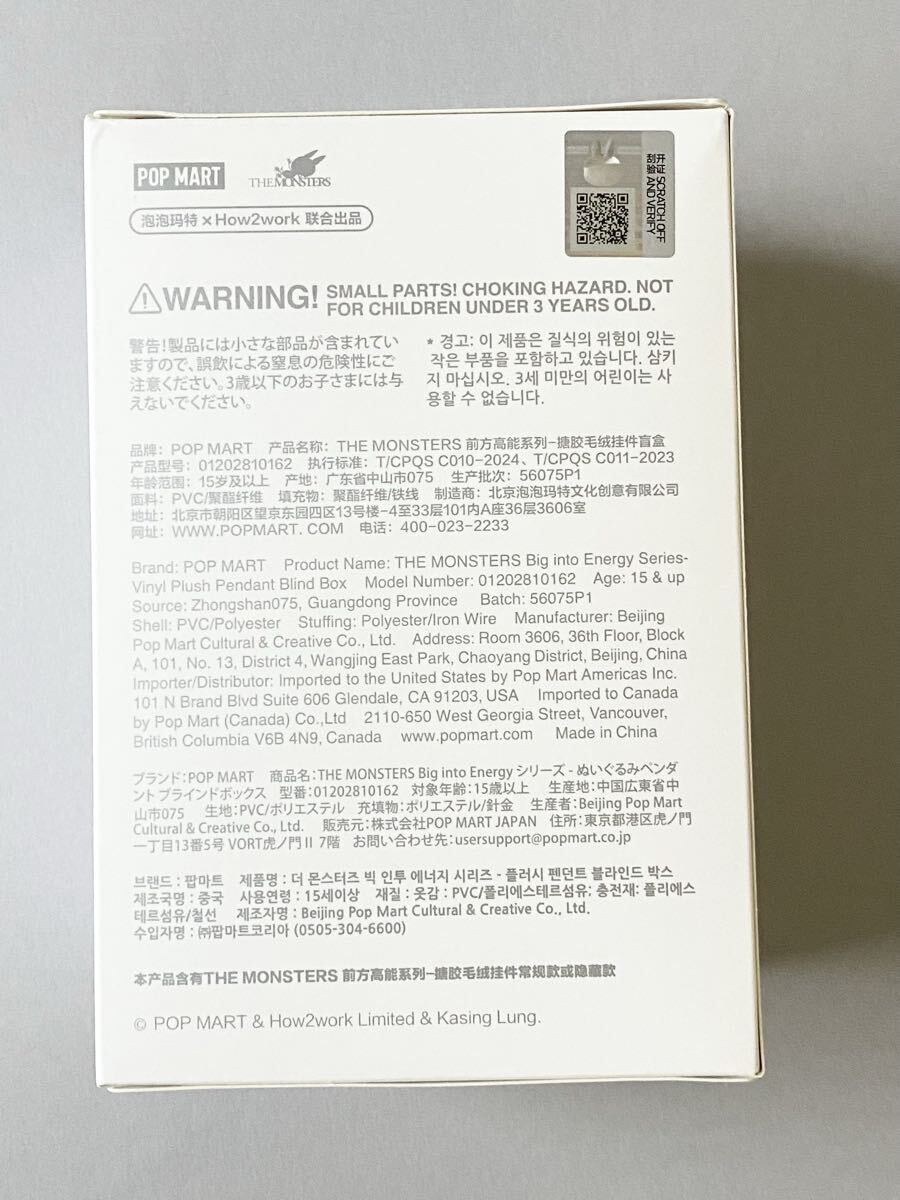 POP MART
THE MONSTERS
泡泡玛特×How2work 联合出品
刮开
验证
SCRATCH OFF
AND VERIFY
WARNING! SMALL PARTS! CHOKING HAZARD. NOT
FOR CHILDREN UNDER 3 YEARS OLD.
警告!製品には小さな部品が含まれてい
ますので、誤飲による窒息の危険性にご
注意ください。3歳以下のお子さまには与
えないでください。
* 경고: 이 제품은 질식의 위험이 있는
작은 부품을 포함하고 있습니다. 삼키
지 마십시오. 3세 미만의 어린이는 사
용할 수 없습니다.
品牌: POP MART 产品名称: THE MONSTERS 前方高能系列-搪胶毛绒挂件盲盒
产品型号: 01202810162 执行标准: T/CPQS C010-2024、T/CPQS C011-2023
年龄范围: 15岁及以上 产地: 广东省中山市075 生产批次: 56075P1
面料: PVC/聚酯纤维 填充物: 聚酯纤维/铁线 制造商: 北京泡泡玛特文化创意有限公司
地址: 北京市朝阳区望京东园四区13号楼-4至33层101内A座36层3606室
网址: WWW.POPMART. COM 电话: 400-023-2233
Brand: POP MART Product Name: THE MONSTERS Big into Energy Series-
Vinyl Plush Pendant Blind Box Model Number: 01202810162 Age: 15 & up
Source: Zhongshan075, Guangdong Province Batch: 56075P1
Shell: PVC/Polyester Stuffing: Polyester/Iron Wire Manufacturer: Beijing
Pop Mart Cultural & Creative Co., Ltd. Address: Room 3606, 36th Floor, Block
A, 101, No. 13, District 4, Wangjing East Park, Chaoyang District, Beijing, China
Importer/Distributor: Imported to the United States by Pop Mart Americas Inc.
101 N Brand Blvd Suite 606 Glendale, CA 91203, USA Imported to Canada
by Pop Mart (Canada) Co.,Ltd 2110-650 West Georgia Street, Vancouver,
British Columbia V6B 4N9, Canada www.popmart.com Made in China
ブランド:POP MART 商品名:THE MONSTERS Big into Energy シリーズ - ぬいぐるみペンダ
ント ブラインドボックス 型番:01202810162 対象年齢:15歳以上 生産地:中国広東省中
山市075 生地:PVC/ポリエステル 充填物:ポリエステル/針金 生産者:Beijing Pop Mart
Cultural & Creative Co., Ltd. 販売元:株式会社POP MART JAPAN 住所:東京都港区虎ノ門
一丁目13番5号 VORT虎ノ門Ⅱ 7階 お問い合わせ先:usersupport@popmart.co.jp
브랜드 : 팝마트 제품명 : 더 몬스터즈 빅 인투 에너지 시리즈 - 플러시 펜던트 블라인드 박스
제조국명 : 중국 사용연령 : 15세이상 재질 : 옷감 : PVC/폴리에스테르섬유; 충전재: 폴리에스
테르섬유/철선 제조자명 : Beijing Pop Mart Cultural & Creative Co., Ltd.
수입자명 : ㈜팝마트코리아 (0505-304-6600)
本产品含有THE MONSTERS 前方高能系列-搪胶毛绒挂件常规款或隐藏款
© POP MART & How2work Limited & Kasing Lung.